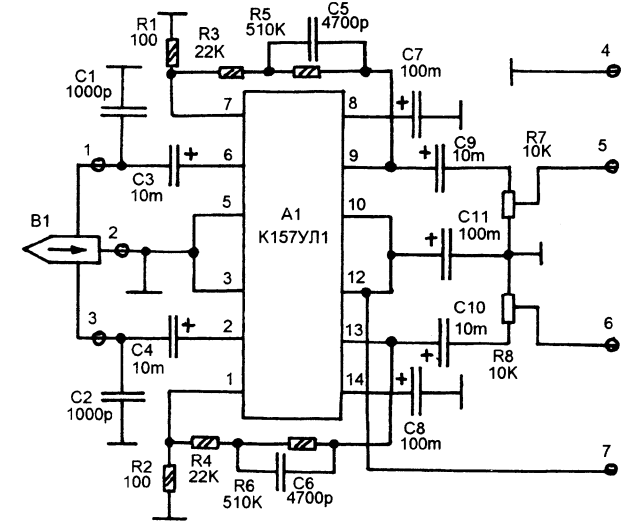 R1
100
R3
22K
R5
510K
C5
4700p
C7
100m
4
C1
1000p
7
8
+
1
C3
10m
+
6
9
+
C9
10m
R7
10K
5
B1
2
5
A1
К157УЛ1
10
+
C11
100m
3
12
3
C4
10m
+
2
13
+
C10
10m
R8
10K
6
C2
1000p
1
14
+
C8
100m
R2
100
R4
22K
R6
510K
C6
4700p
7